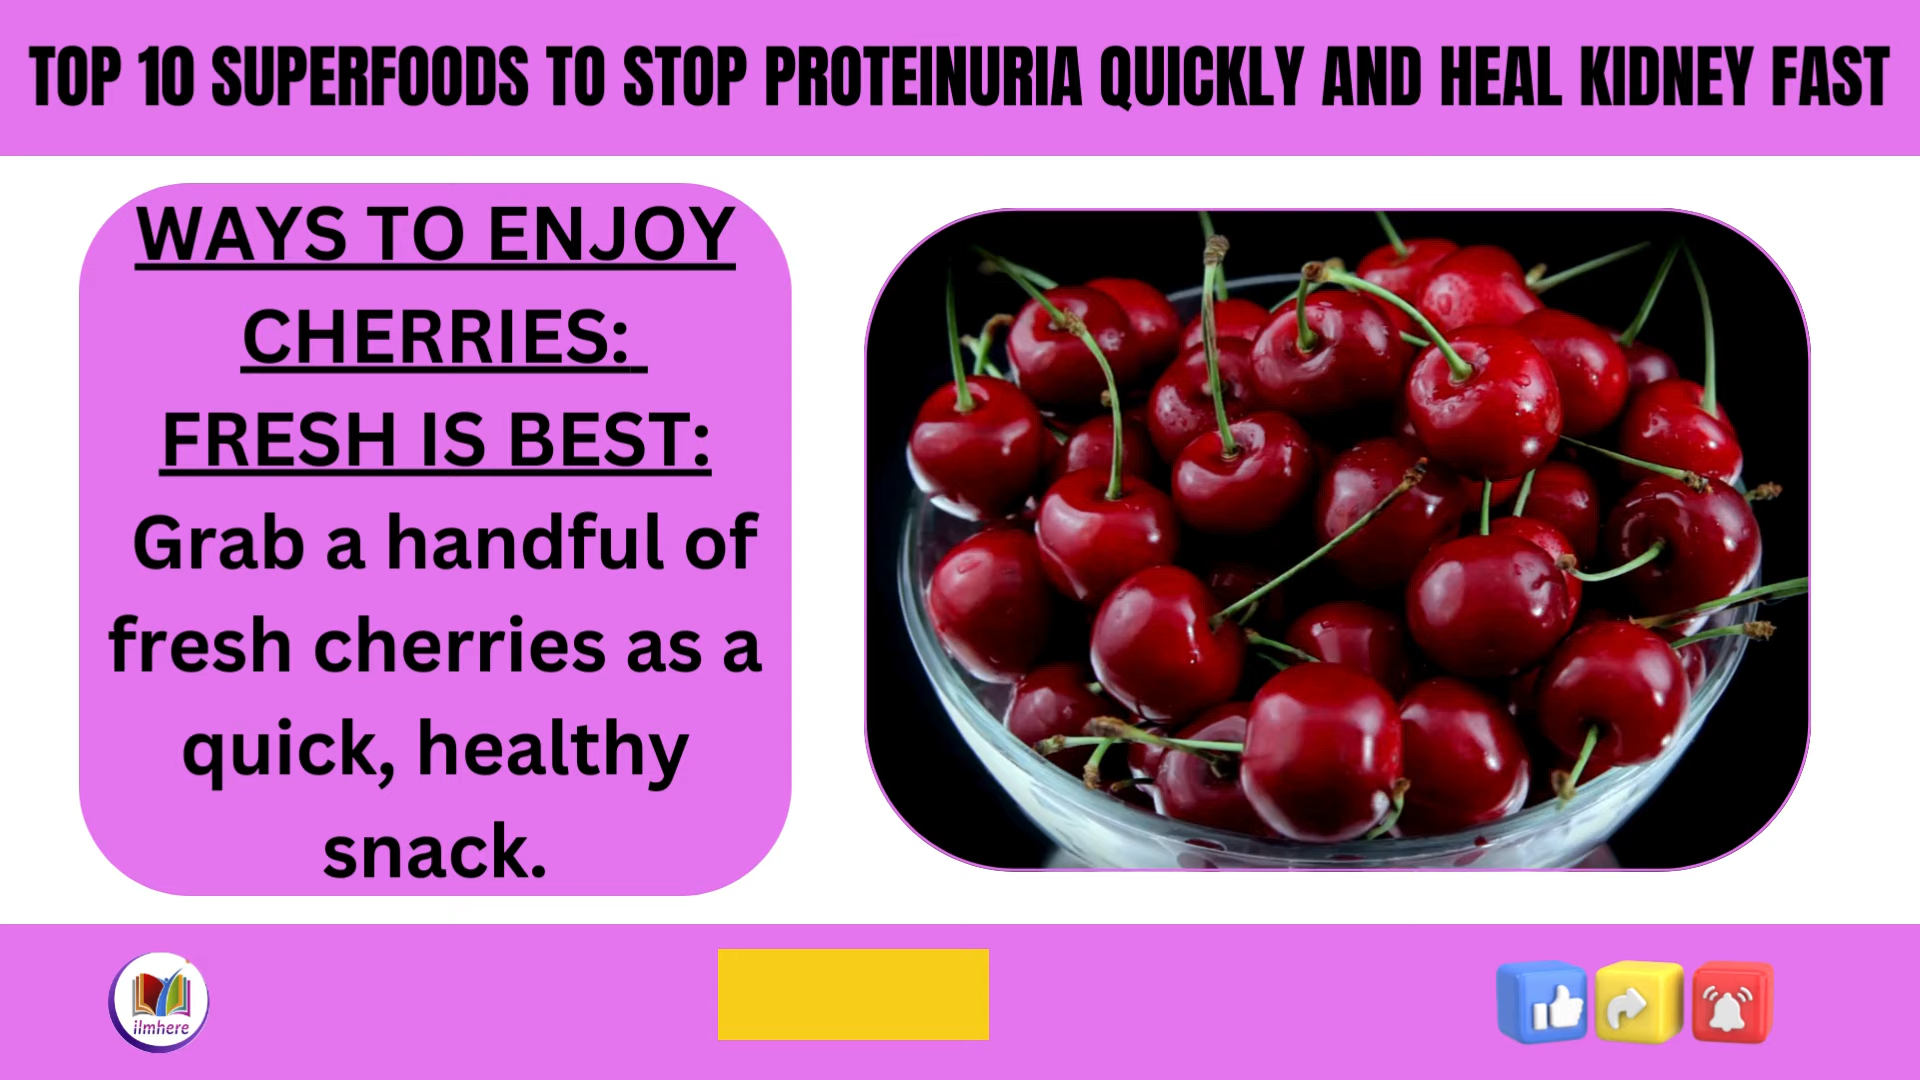 TOP 10 SUPERFOODS TO STOP PROTEINURIA QUICKLY AND HEAL KIDNEY FAST
WAYS TO ENJOY
CHERRIES:
FRESH IS BEST:
Grab a handful of
fresh cherries as a
quick, healthy
snack.
ilmhere